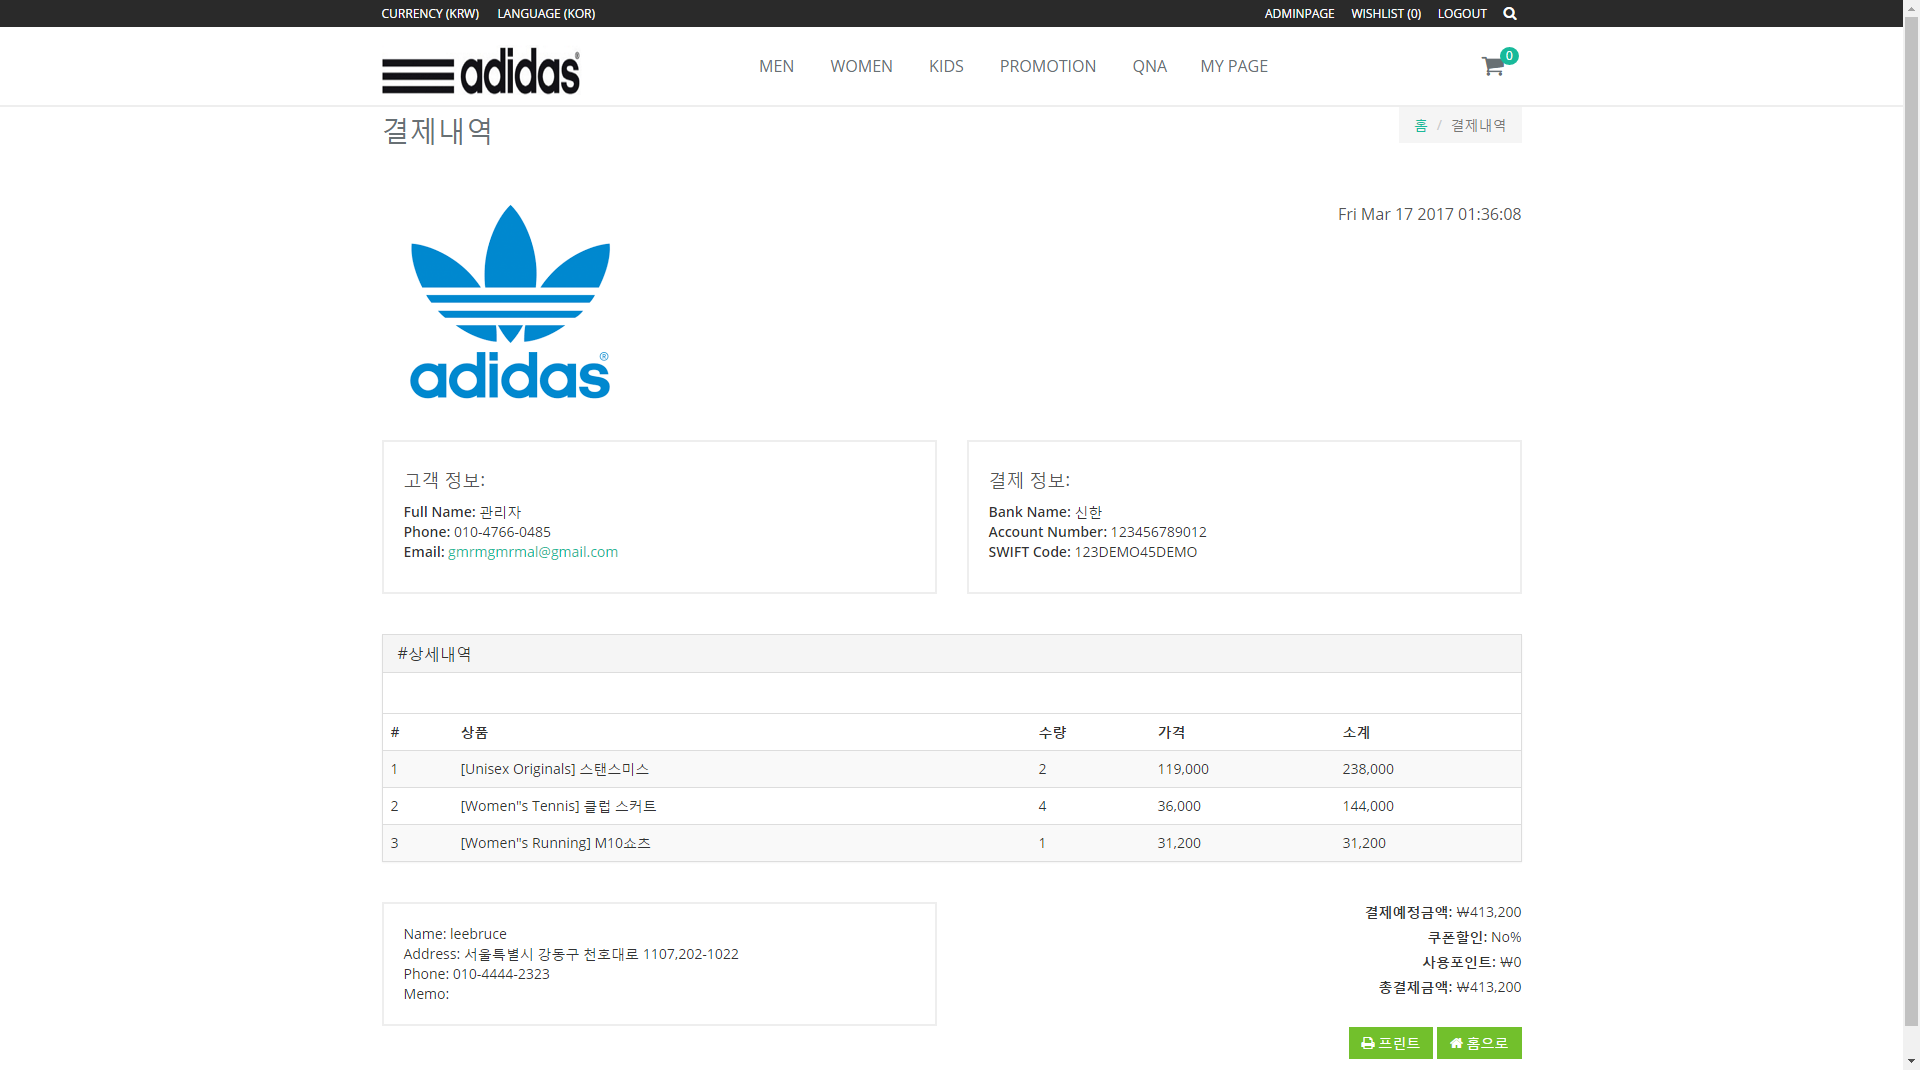 CURRENCY (KRW) LANGUAGE (KOR) ADMINPAGE WISHLIST (0) LOGOUT
adidas® MEN WOMEN KIDS PROMOTION QNA MY PAGE 0
결제내역 홈 / 결제내역
Fri Mar 17 2017 01:36:08
adidas®
고객 정보:
Full Name: 관리자
Phone: 010-4766-0485
Email: gmrmgmrmal@gmail.com
결제 정보:
Bank Name: 신한
Account Number: 123456789012
SWIFT Code: 123DEMO45DEMO
#상세내역
# 상품 수량 가격 소계
1 [Unisex Originals] 스탠스미스 2 119,000 238,000
2 [Women"s Tennis] 클럽 스커트 4 36,000 144,000
3 [Women"s Running] M10쇼츠 1 31,200 31,200
Name: leebruce
Address: 서울특별시 강동구 천호대로 1107,202-1022
Phone: 010-4444-2323
Memo:
결제예정금액: ₩413,200
쿠폰할인: No%
사용포인트: ₩0
총결제금액: ₩413,200
프린트 홈으로